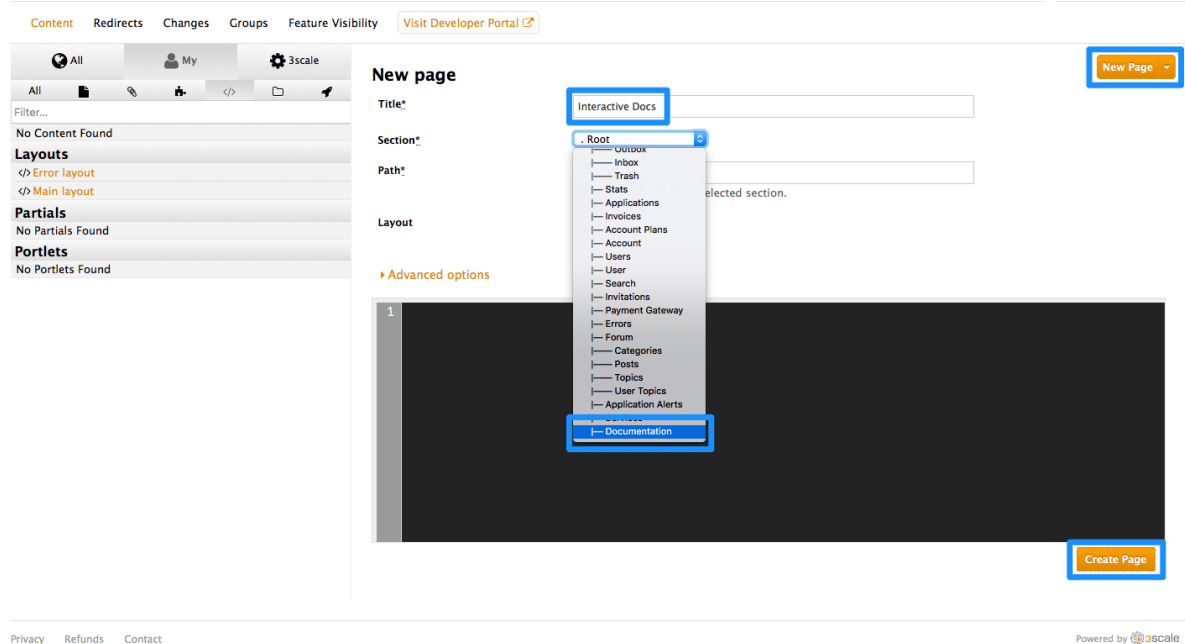 Content Redirects Changes Groups Feature Visibility Visit Developer Portal
All My 3scale
All
Filter...
No Content Found
Layouts
</> Error layout
</> Main layout
Partials
No Partials Found
Portlets
No Portlets Found
New page
New Page
Title*
Interactive Docs
Section*
. Root
|—— Outbox
|—— Inbox
|—— Trash
|— Stats
|— Applications
|— Invoices
|— Account Plans
|— Account
|— Users
|— User
|— Search
|— Invitations
|— Payment Gateway
|— Errors
|— Forum
|—— Categories
|—— Posts
|—— Topics
|—— User Topics
|— Application Alerts
|— Documentation
Path*
selected section.
Layout
Advanced options
1
Create Page
Privacy Refunds Contact
Powered by 3scale